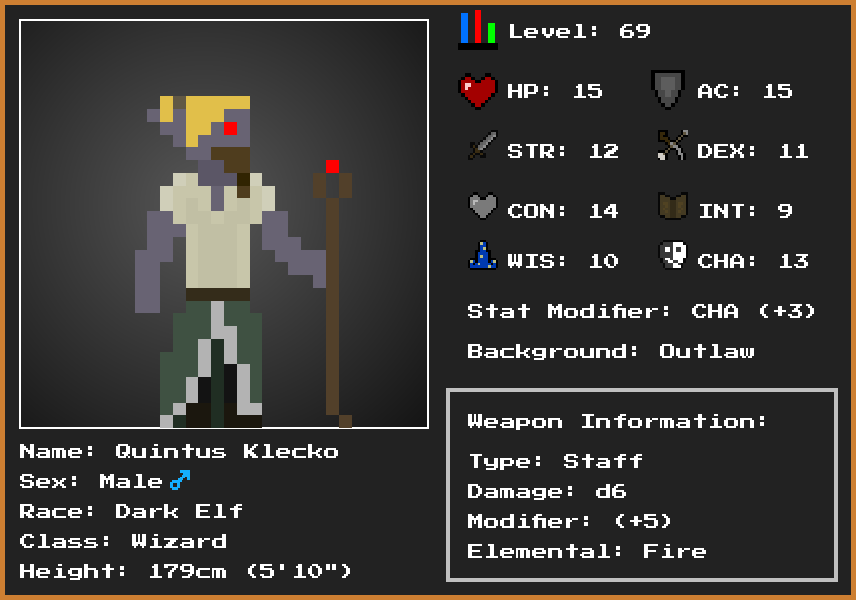 Level: 69
HP: 15 AC: 15
STR: 12 DEX: 11
CON: 14 INT: 9
WIS: 10 CHA: 13
Stat Modifier: CHA (+3)
Background: Outlaw
Weapon Information:
Type: Staff
Damage: d6
Modifier: (+5)
Elemental: Fire
Name: Quintus Klecko
Sex: Male♂
Race: Dark Elf
Class: Wizard
Height: 179cm (5'10")